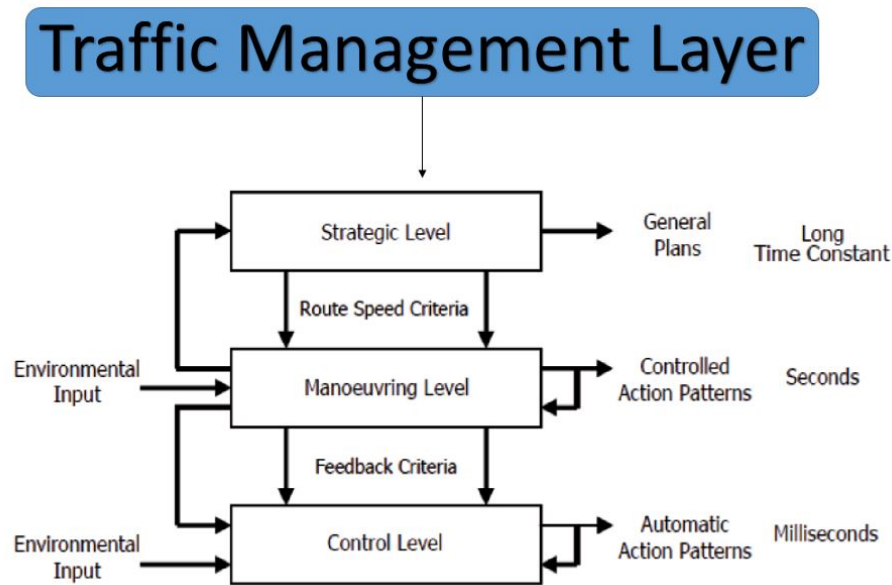 Traffic Management Layer
Strategic Level
General
Plans
Long
Time Constant
Route Speed Criteria
Environmental
Input
Manoeuvring Level
Controlled
Action Patterns
Seconds
Feedback Criteria
Environmental
Input
Control Level
Automatic
Action Patterns
Milliseconds